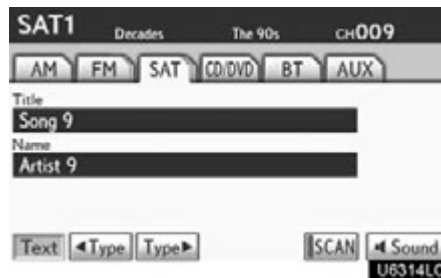 SAT1 Decades The 90s CH009
AM FM SAT CD/DVD BT AUX
Title
Song 9
Name
Artist 9
Text ◄Type Type► SCAN ◄ Sound
U6314LC